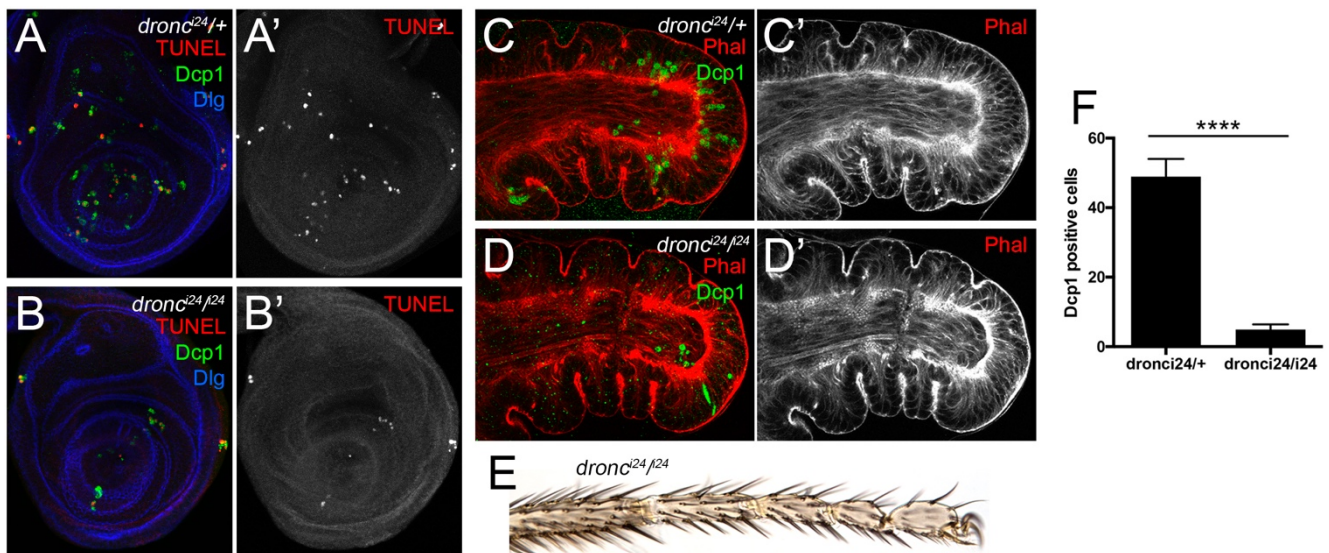 A
dronc^i24/+
TUNEL
Dcp1
Dlg
A'
TUNEL
B
dronc^i24/i24
TUNEL
Dcp1
Dlg
B'
TUNEL
C
dronc^i24/+
Phal
Dcp1
C'
Phal
D
dronc^i24/i24
Phal
Dcp1
D'
Phal
E
dronc^i24/i24
F
****
Dcp1 positive cells
60
40
20
0
dronci24/+
dronci24/i24